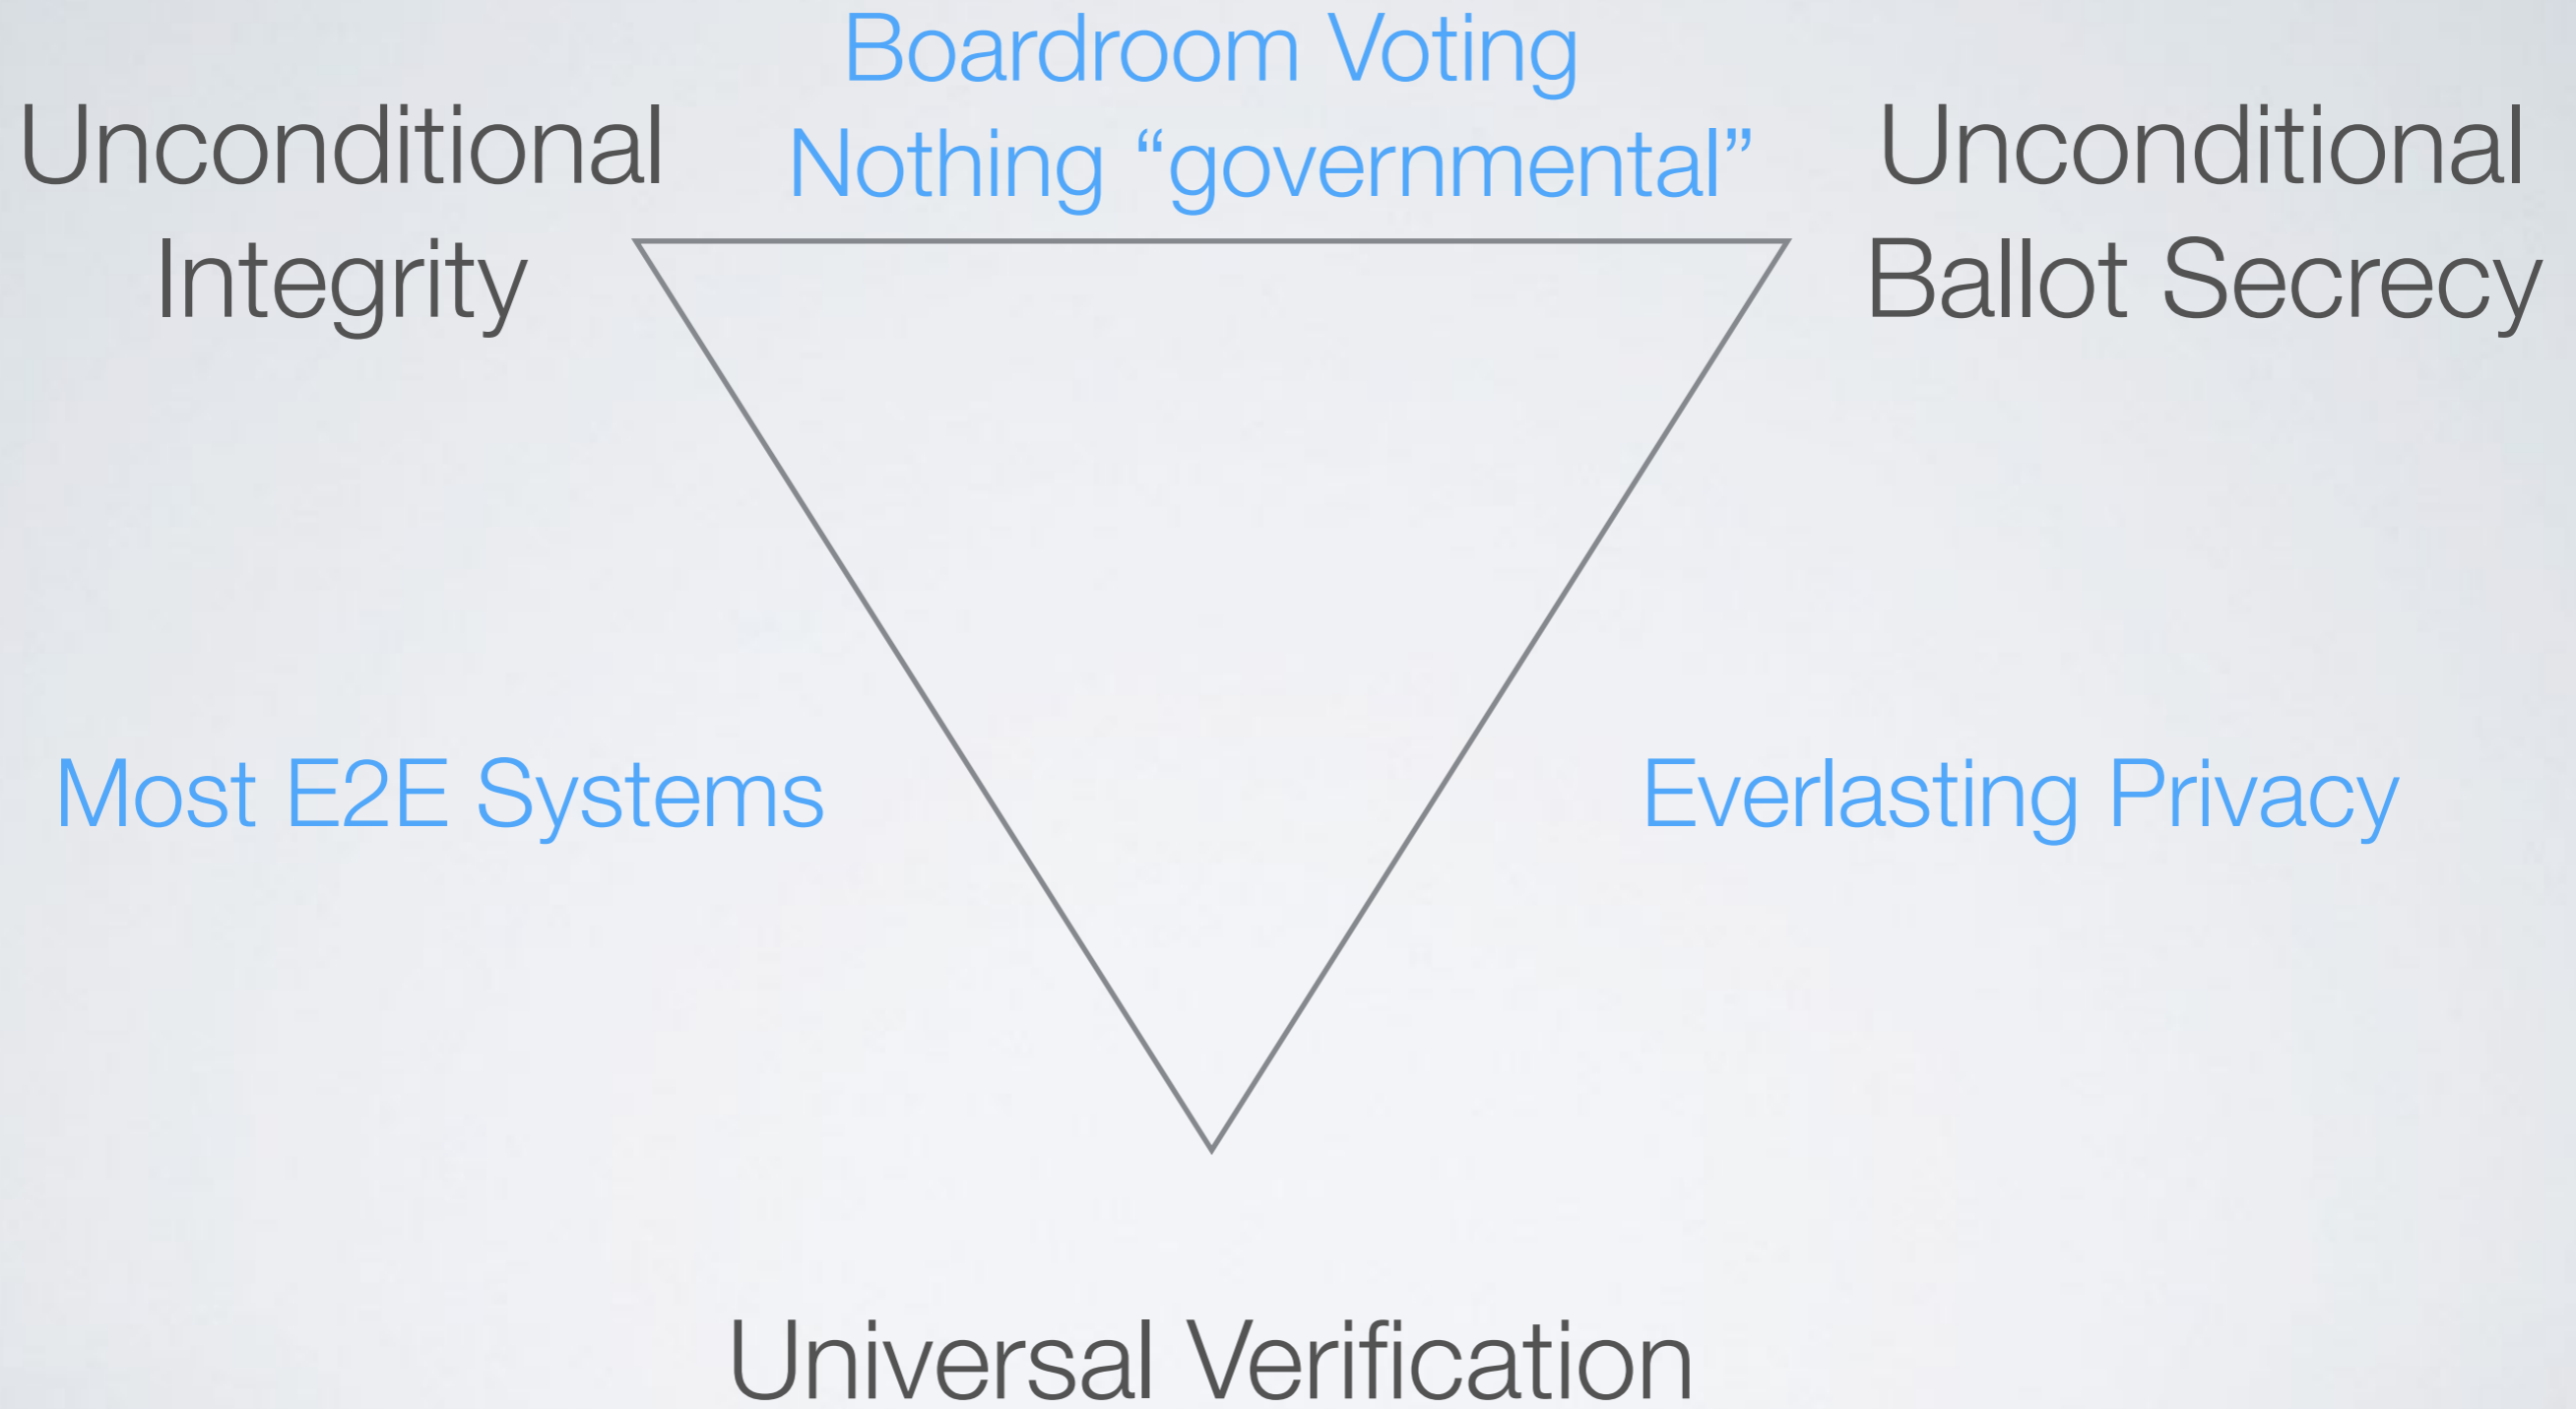 Boardroom Voting
Nothing “governmental”
Unconditional
Integrity
Unconditional
Ballot Secrecy
Most E2E Systems
Everlasting Privacy
Universal Verification